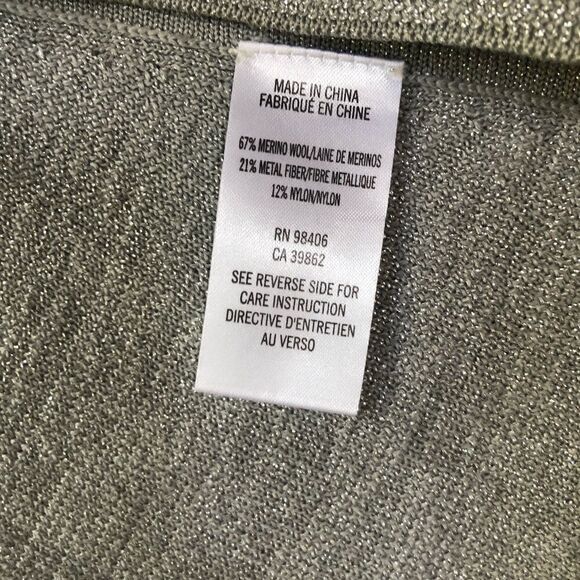 MADE IN CHINA
FABRIQUÉ EN CHINE
67% MERINO WOOL/LAINE DE MERINOS
21% METAL FIBER/FIBRE METALLIQUE
12% NYLON/NYLON
RN 98406
CA 39862
SEE REVERSE SIDE FOR
CARE INSTRUCTION
DIRECTIVE D'ENTRETIEN
AU VERSO